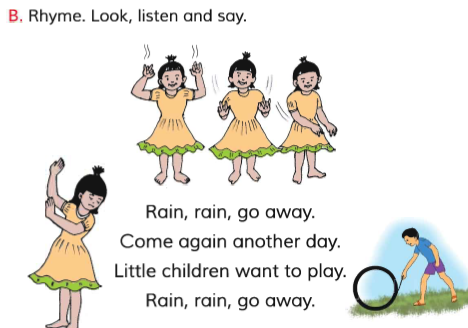 B. Rhyme. Look, listen and say.
Rain, rain, go away.
Come again another day.
Little children want to play.
Rain, rain, go away.